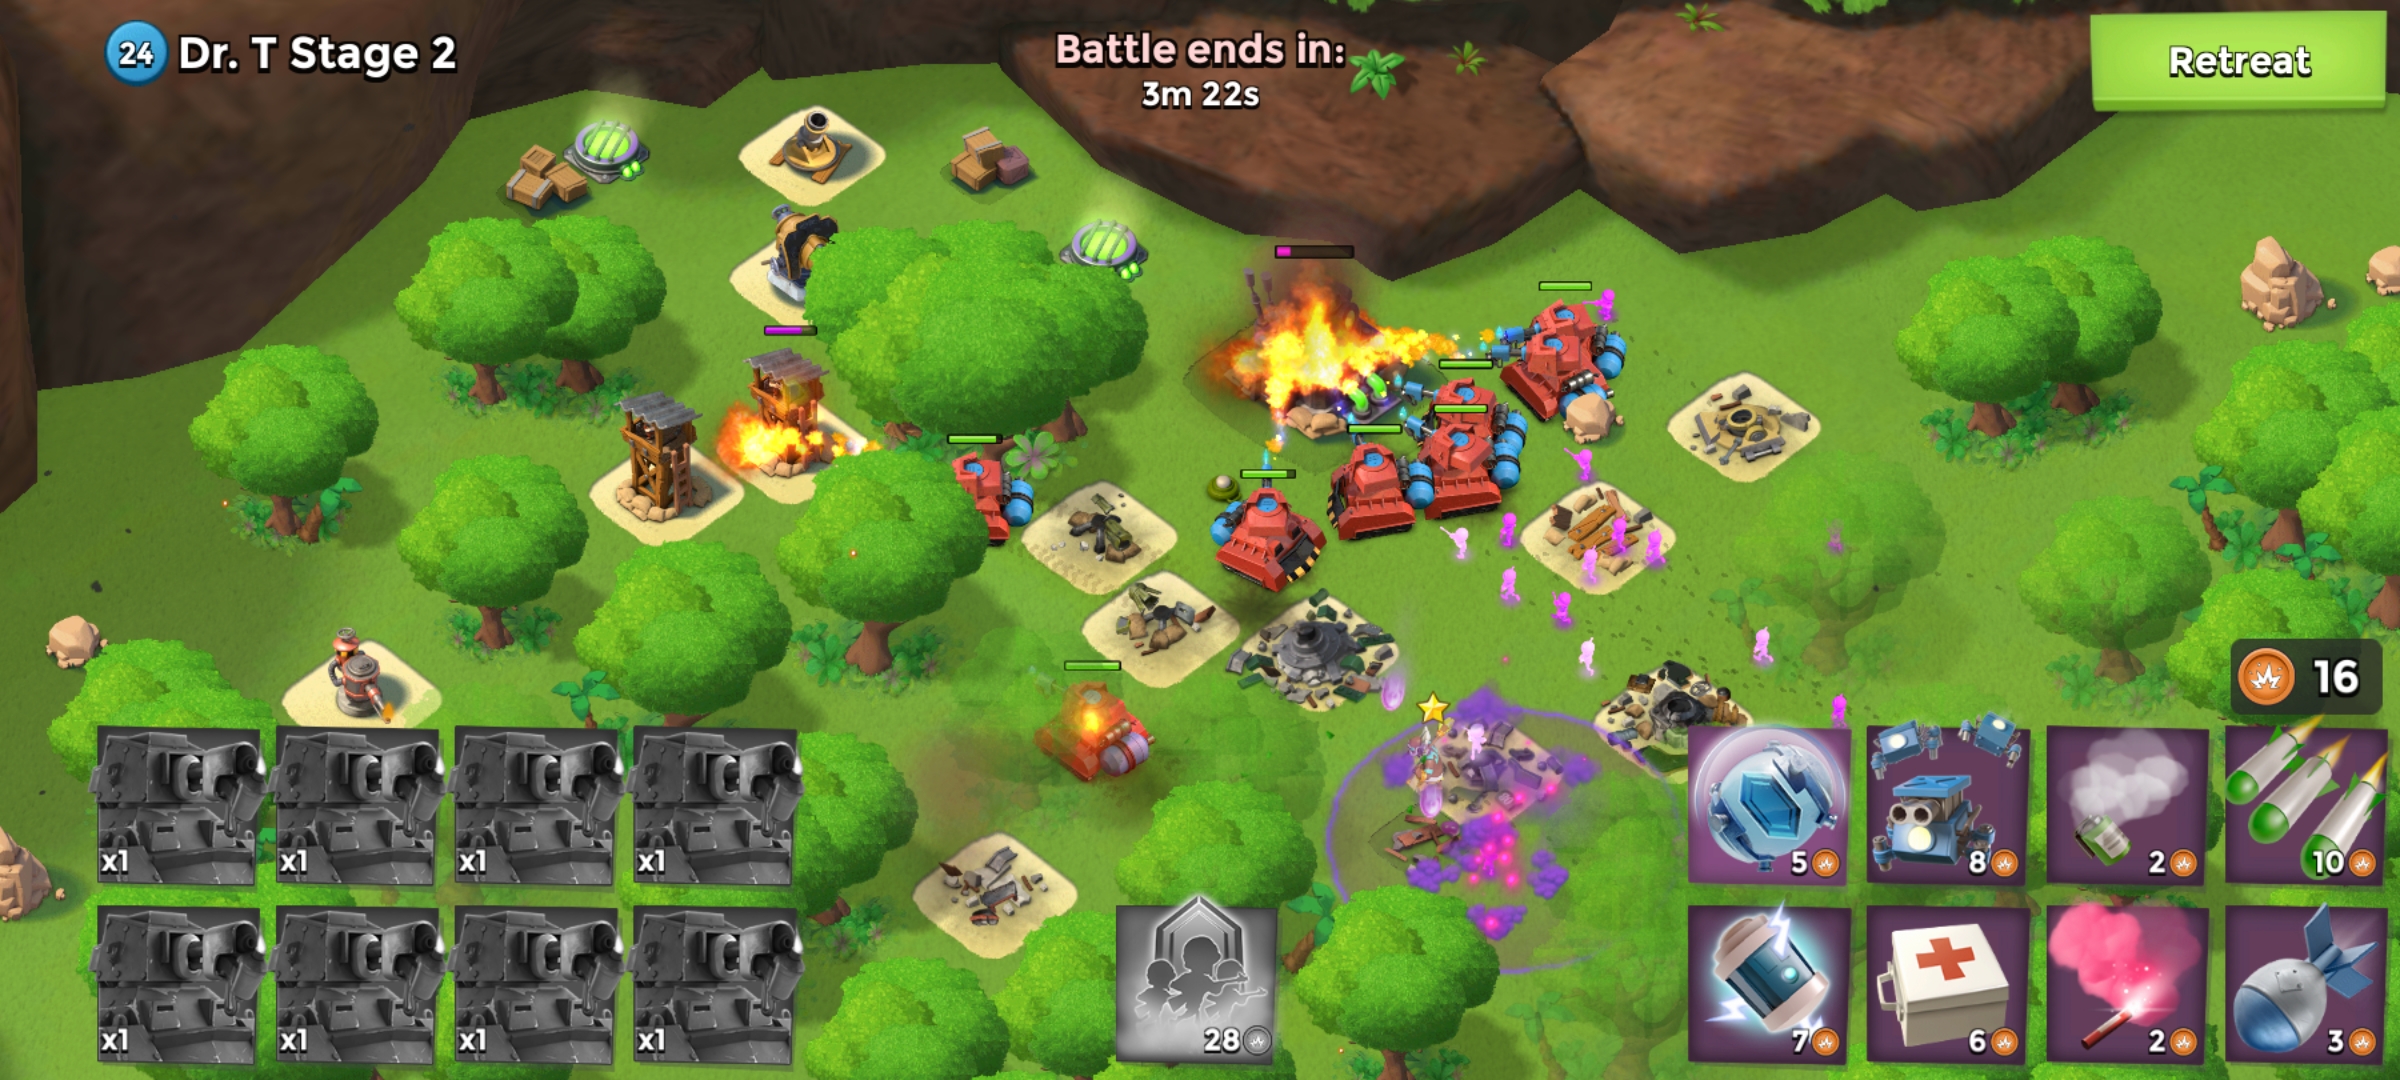 24 Dr. T Stage 2
Battle ends in:
3m 22s
Retreat
16
x1 x1 x1 x1
5 8 2 10
x1 x1 x1 x1
28
7 6 2 3